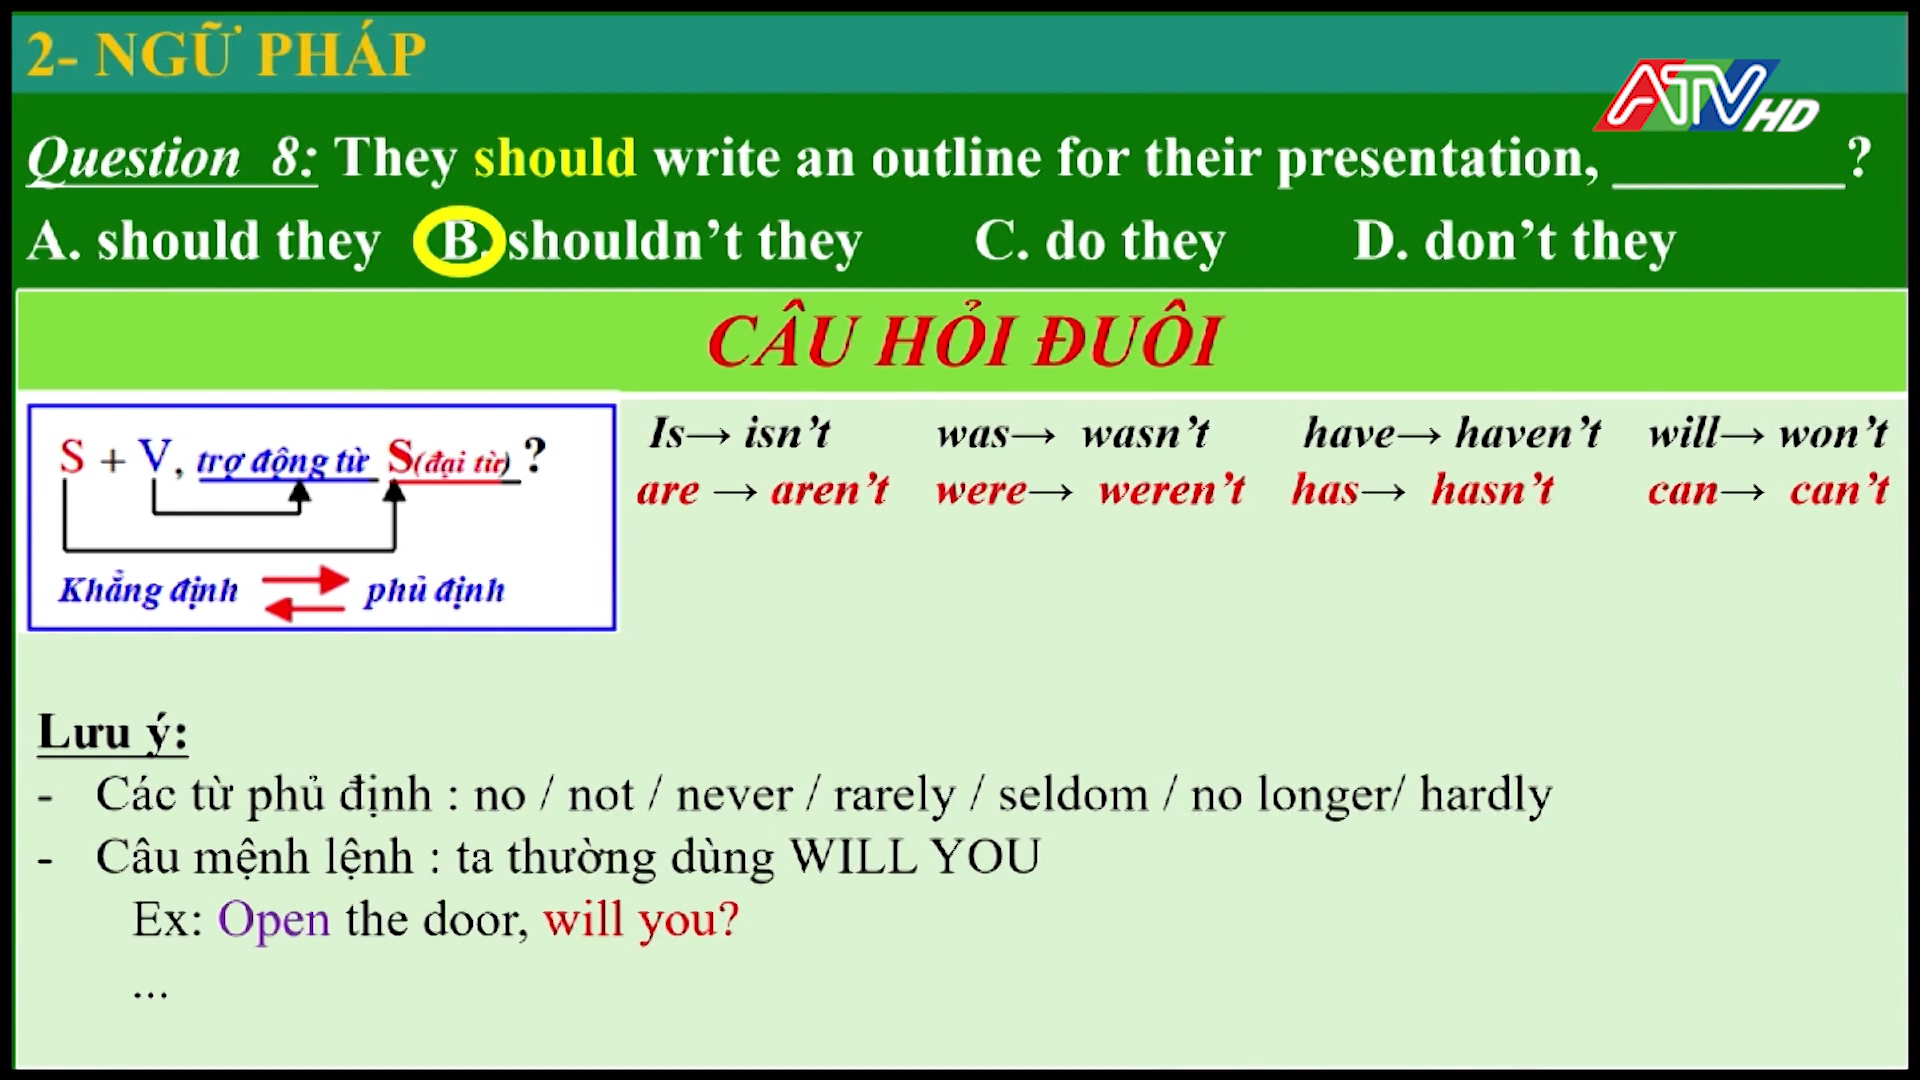 2- NGỮ PHÁP
ATV HD
Question 8: They should write an outline for their presentation, ________?
A. should they B. shouldn't they C. do they D. don't they
CÂU HỎI ĐUÔI
S + V, trợ động từ S(đại từ) ?
Khẳng định phủ định
Is→ isn't was→ wasn't have→ haven't will→ won't
are → aren't were→ weren't has→ hasn't can→ can't
Lưu ý:
- Các từ phủ định : no / not / never / rarely / seldom / no longer/ hardly
- Câu mệnh lệnh : ta thường dùng WILL YOU
Ex: Open the door, will you?
...